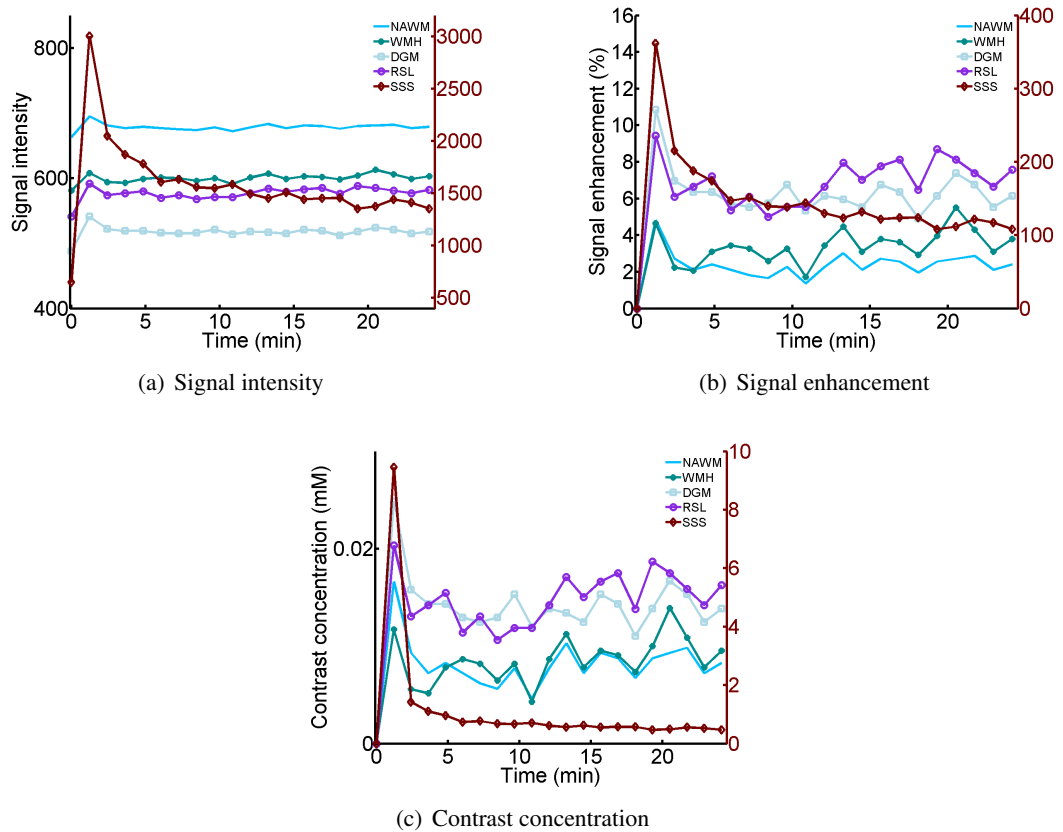 800
600
400
Signal intensity
0
5
10
15
20
Time (min)
3000
2500
2000
1500
1000
500
NAWM
WMH
DGM
RSL
SSS
(a) Signal intensity
16
14
12
10
8
6
4
2
0
Signal enhancement (%)
0
5
10
15
20
Time (min)
400
300
200
100
0
NAWM
WMH
DGM
RSL
SSS
(b) Signal enhancement
0.02
0
Contrast concentration (mM)
0
5
10
15
20
Time (min)
10
8
6
4
2
0
NAWM
WMH
DGM
RSL
SSS
(c) Contrast concentration